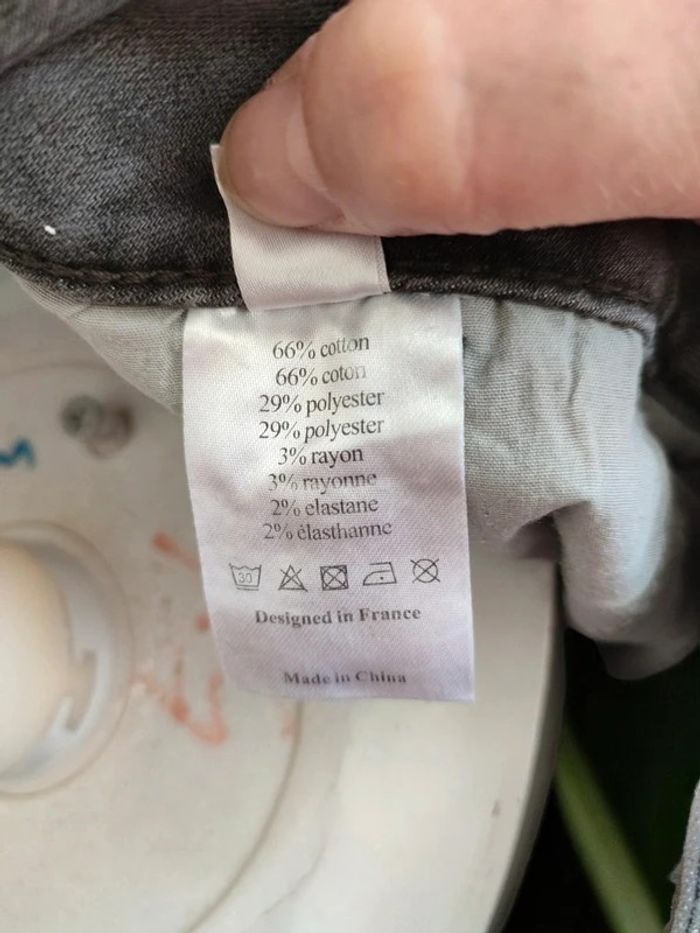 66% cotton
66% coton
29% polyester
29% polyester
3% rayon
3% rayonne
2% elastane
2% élasthanne
30
Designed in France
Made in China